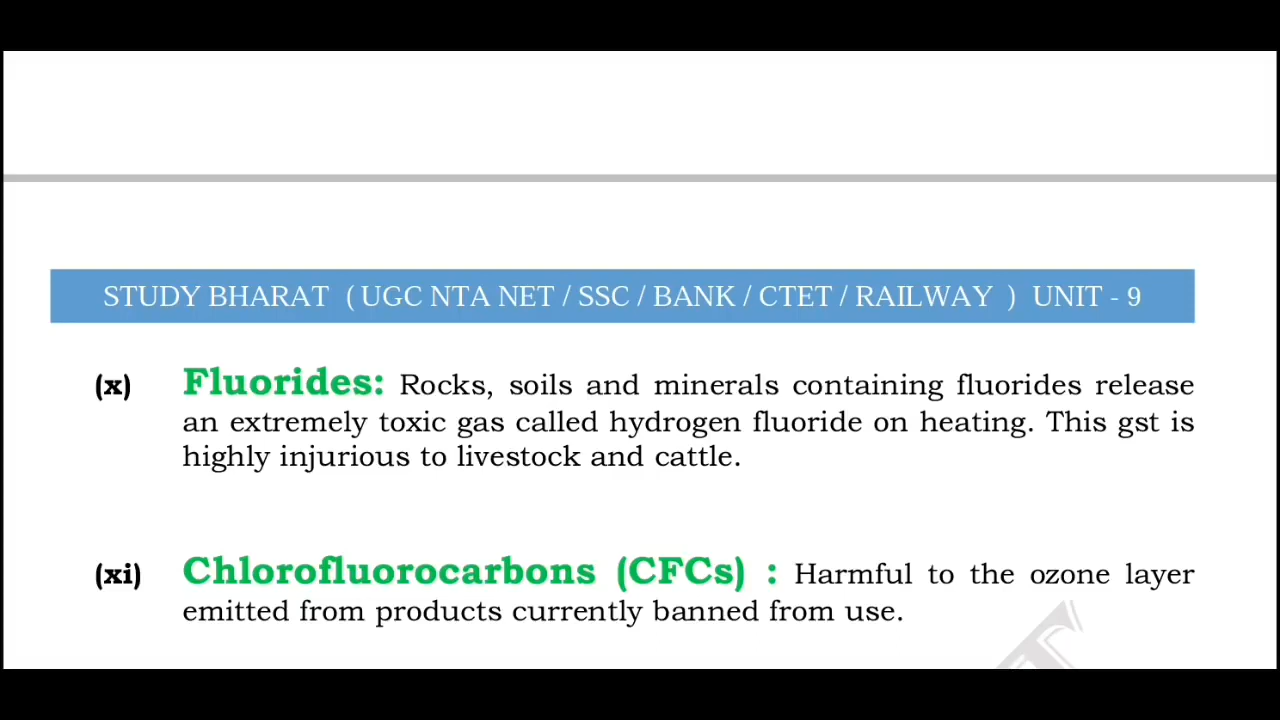 STUDY BHARAT ( UGC NTA NET / SSC / BANK / CTET / RAILWAY ) UNIT - 9
(x) Fluorides: Rocks, soils and minerals containing fluorides release
an extremely toxic gas called hydrogen fluoride on heating. This gst is
highly injurious to livestock and cattle.
(xi) Chlorofluorocarbons (CFCs) : Harmful to the ozone layer
emitted from products currently banned from use.